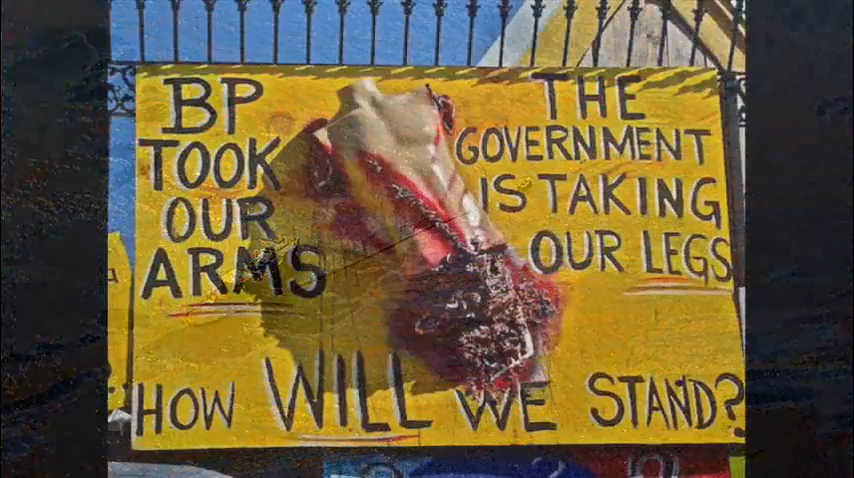 BP
TOOK
OUR
ARMS
THE
GOVERNMENT
IS TAKING
OUR LEGS
HOW WILL WE STAND?